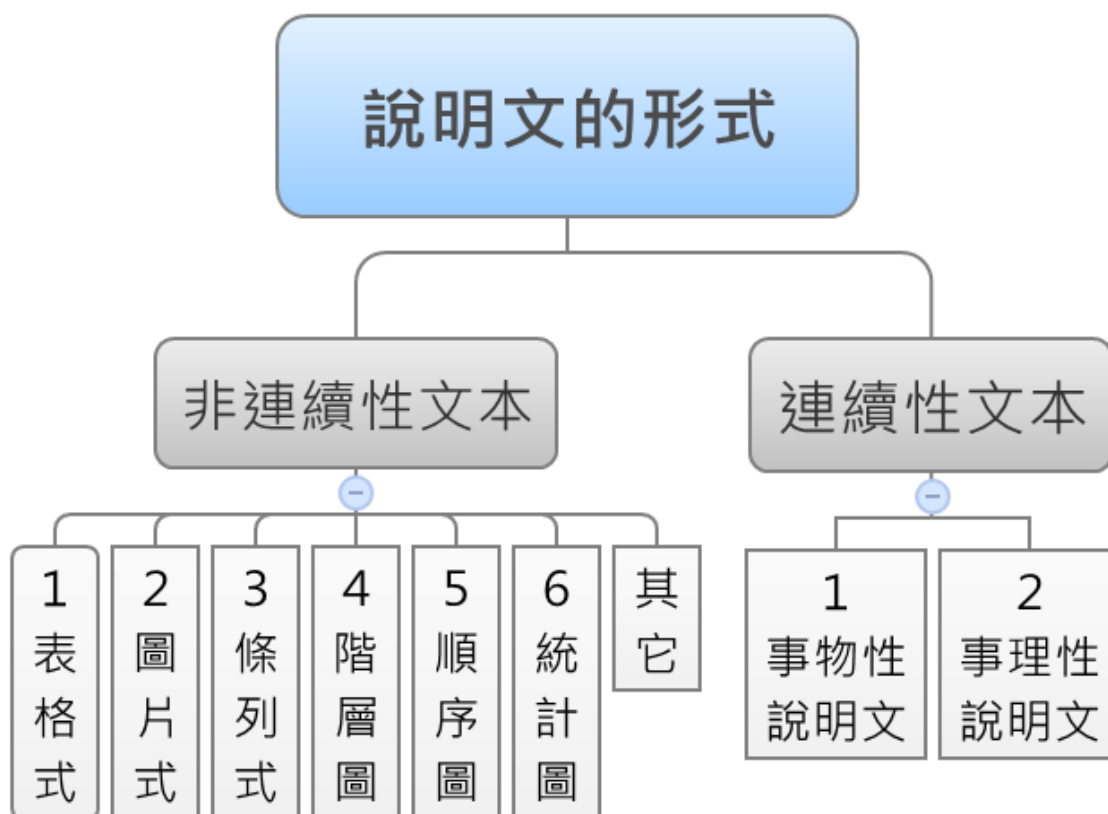 說明文的形式
非連續性文本
連續性文本
1
表
格
式
2
圖
片
式
3
條
列
式
4
階
層
圖
5
順
序
圖
6
統
計
圖
其
它
1
事物性
說明文
2
事理性
說明文